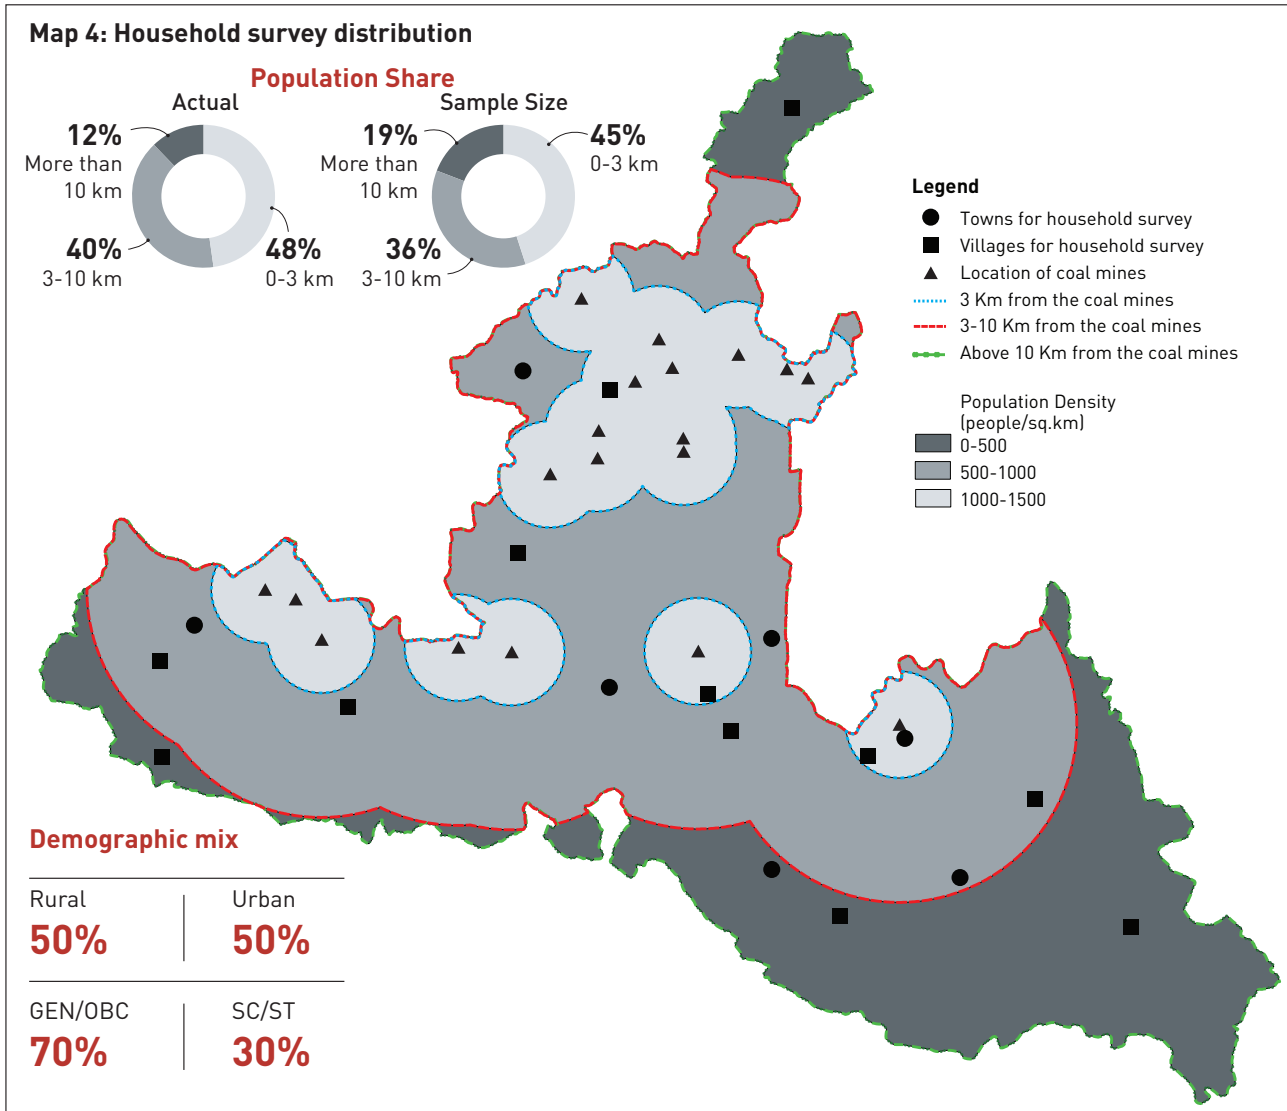 Map 4: Household survey distribution
Population Share
Actual
12%
More than
10 km
40%
3-10 km
48%
0-3 km
Sample Size
19%
More than
10 km
45%
0-3 km
36%
3-10 km
Legend
Towns for household survey
Villages for household survey
Location of coal mines
3 Km from the coal mines
3-10 Km from the coal mines
Above 10 Km from the coal mines
Population Density
(people/sq.km)
0-500
500-1000
1000-1500
Demographic mix
Rural
50%
Urban
50%
GEN/OBC
70%
SC/ST
30%